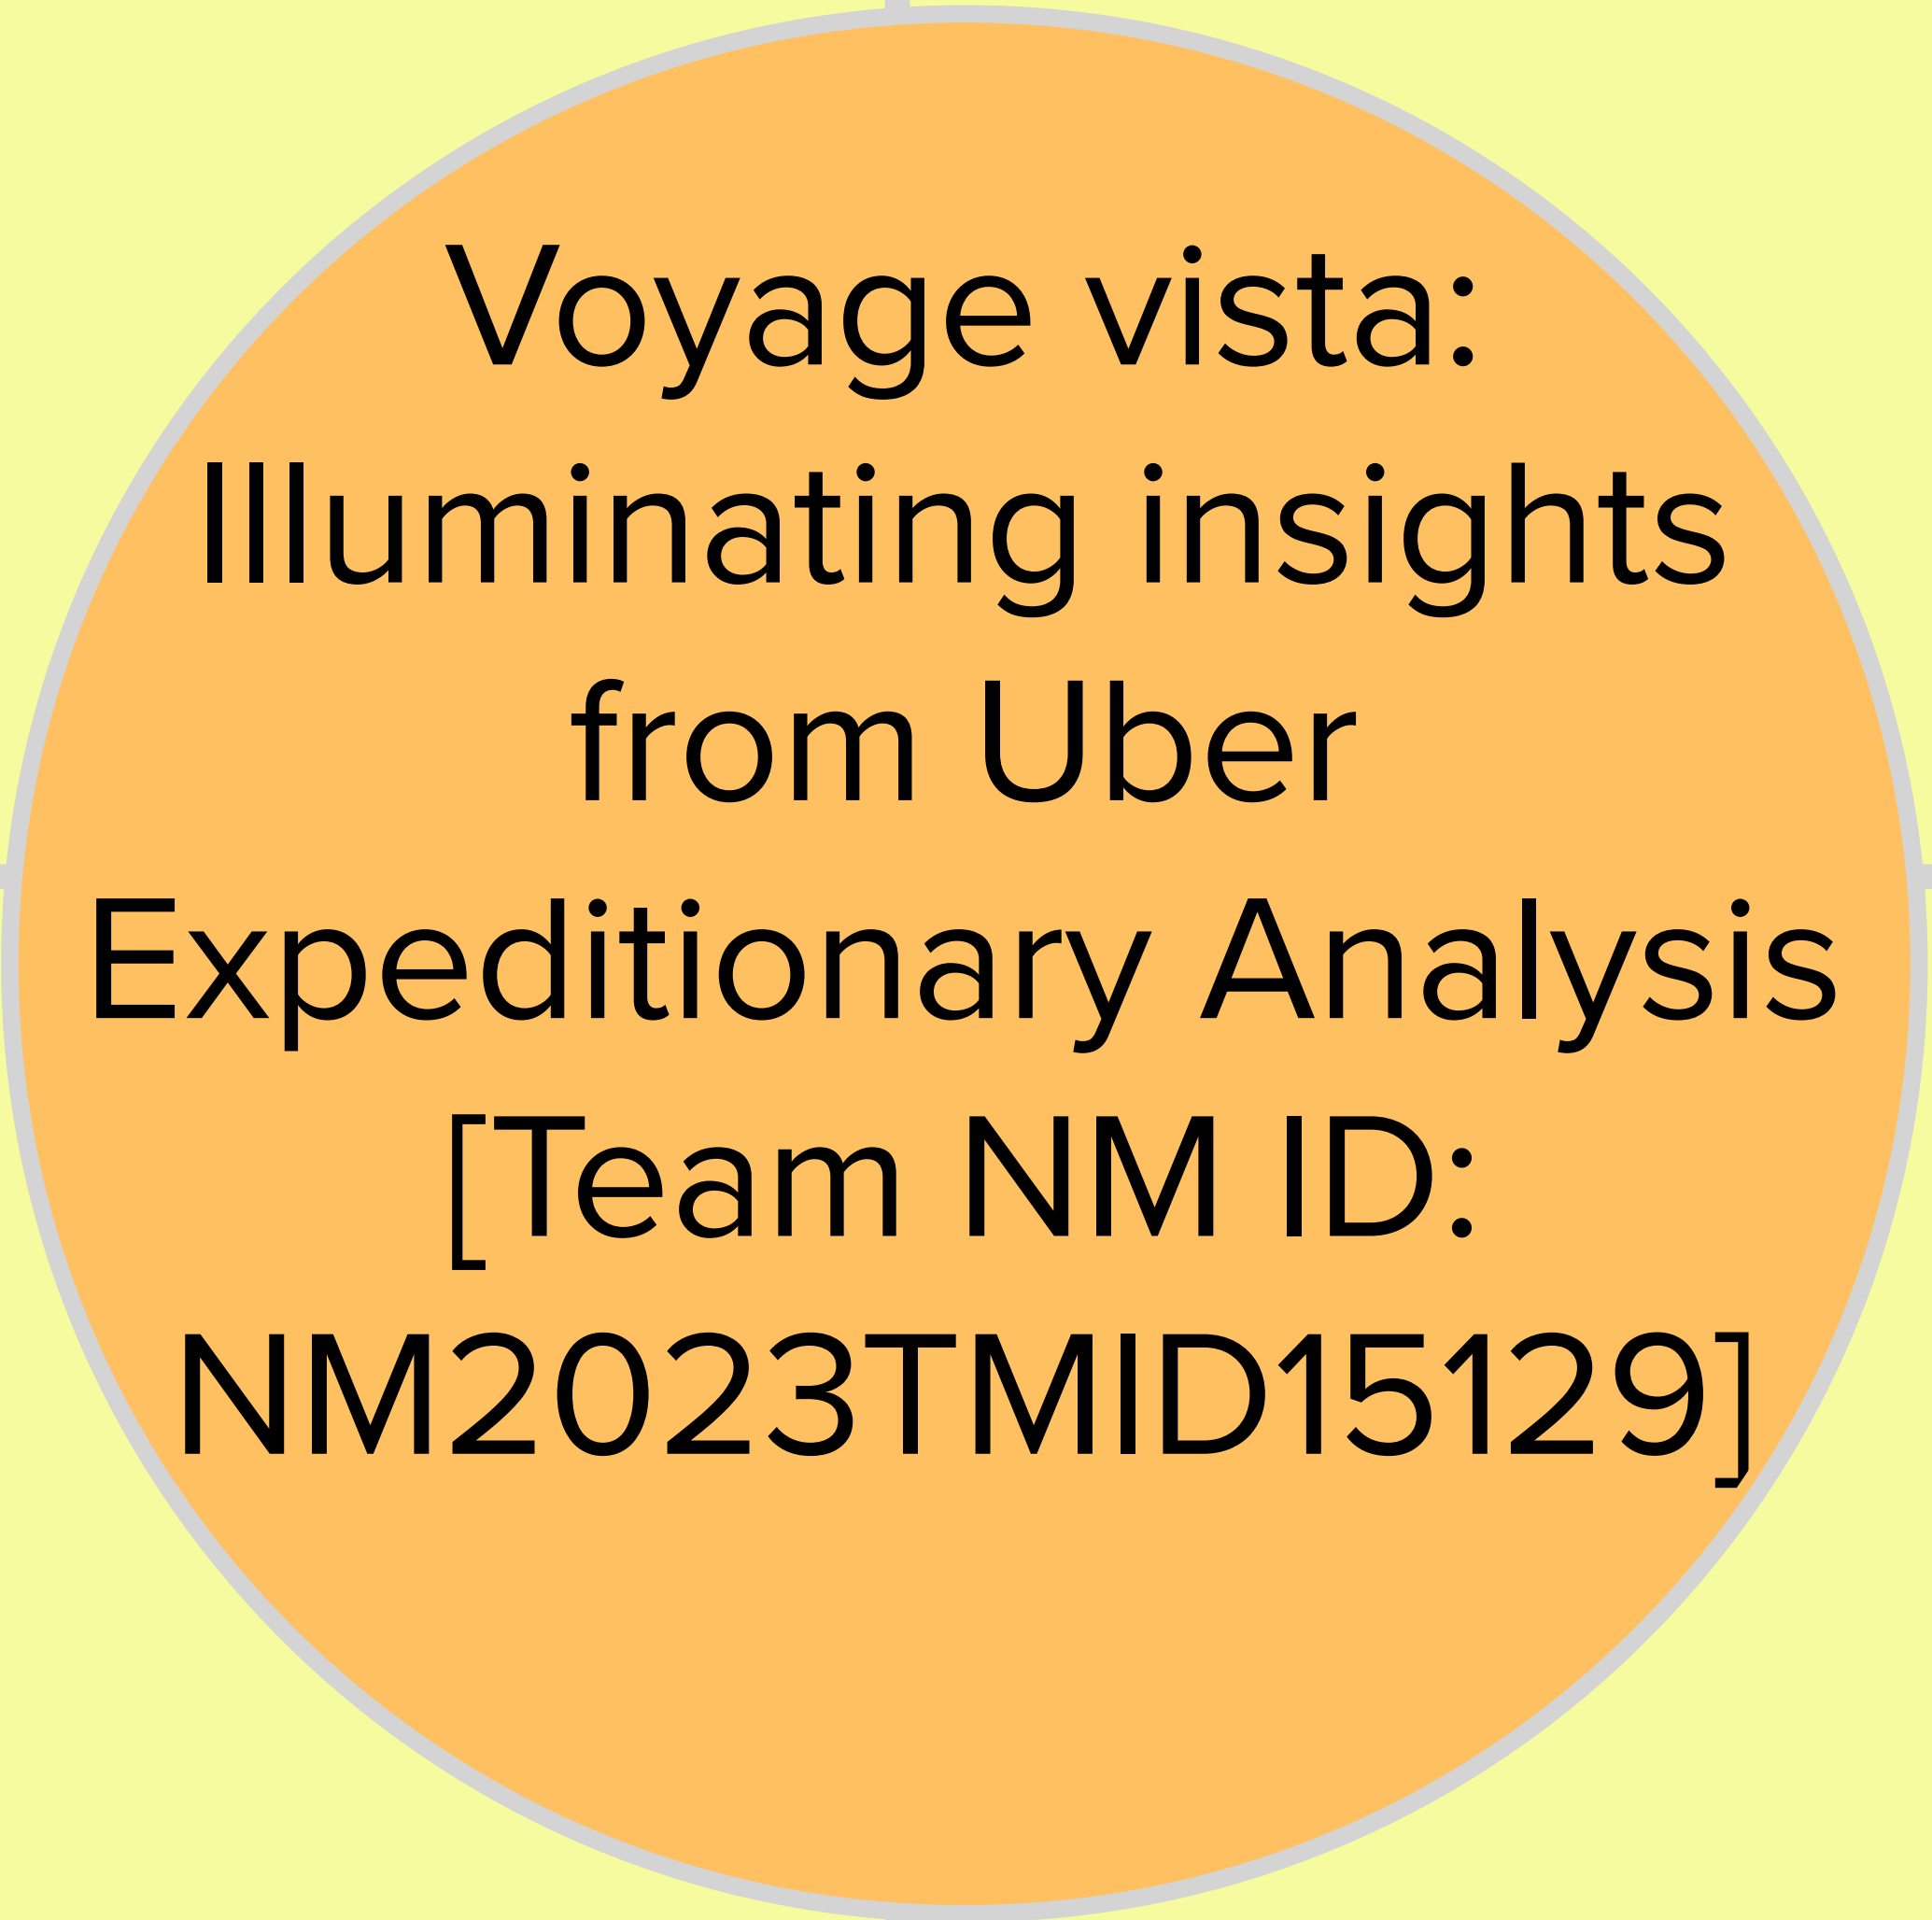 Voyage vista:
Illuminating insights
from Uber
Expeditionary Analysis
[Team NM ID:
NM2023TMID15129]